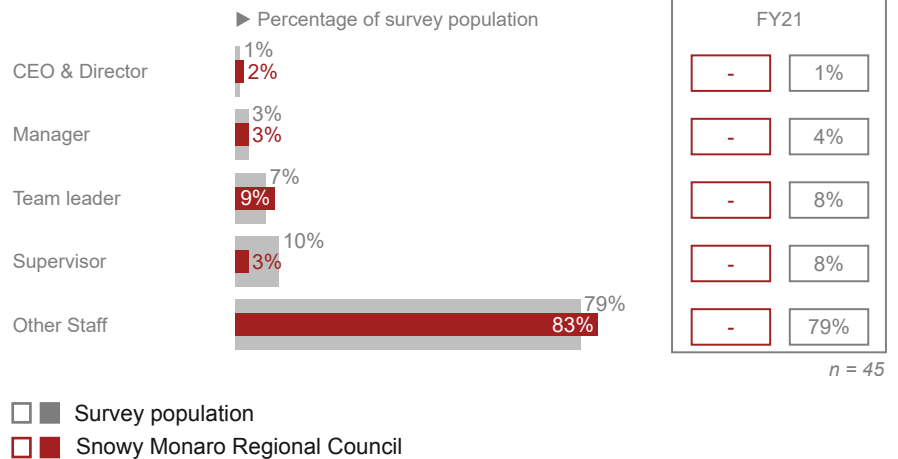 ▶ Percentage of survey population
FY21
CEO & Director
1%
2%
-
1%
Manager
3%
3%
-
4%
Team leader
7%
9%
-
8%
Supervisor
10%
3%
-
8%
Other Staff
79%
83%
-
79%
n = 45
Survey population
Snowy Monaro Regional Council